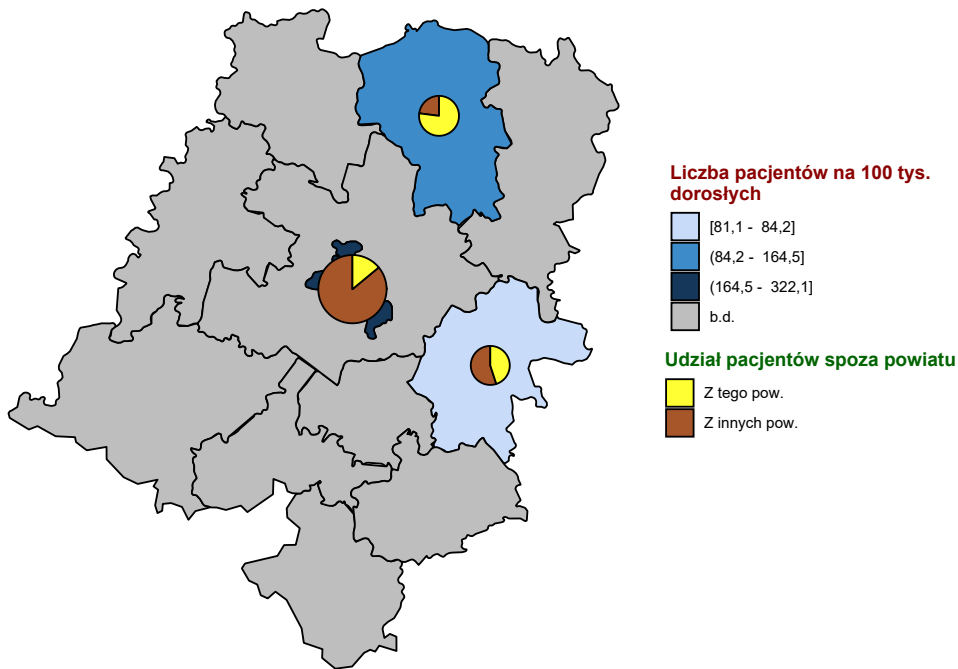 Liczba pacjentów na 100 tys.
dorosłych
[81,1 - 84,2]
(84,2 - 164,5]
(164,5 - 322,1]
b.d.
Udział pacjentów spoza powiatu
Z tego pow.
Z innych pow.